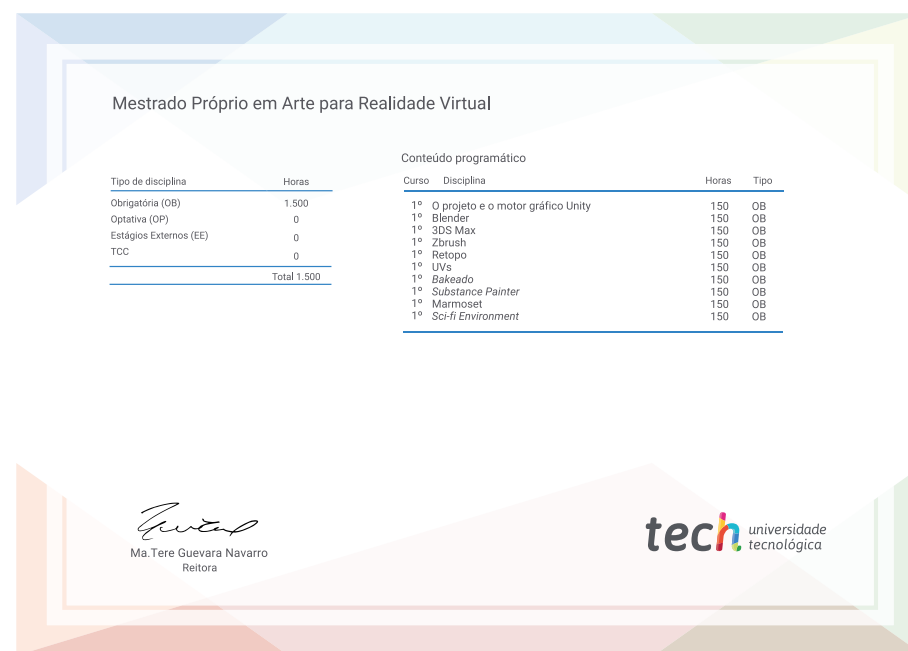 Mestrado Próprio em Arte para Realidade Virtual
Tipo de disciplina Horas
Obrigatória (OB) 1.500
Optativa (OP) 0
Estágios Externos (EE) 0
TCC 0
Total 1.500
Conteúdo programático
Curso Disciplina Horas Tipo
1º O projeto e o motor gráfico Unity 150 OB
1º Blender 150 OB
1º 3DS Max 150 OB
1º Zbrush 150 OB
1º Retopo 150 OB
1º UVs 150 OB
1º Bakeado 150 OB
1º Substance Painter 150 OB
1º Marmoset 150 OB
1º Sci-fi Environment 150 OB
Ma.Tere Guevara Navarro
Reitora
tech universidade
tecnológica